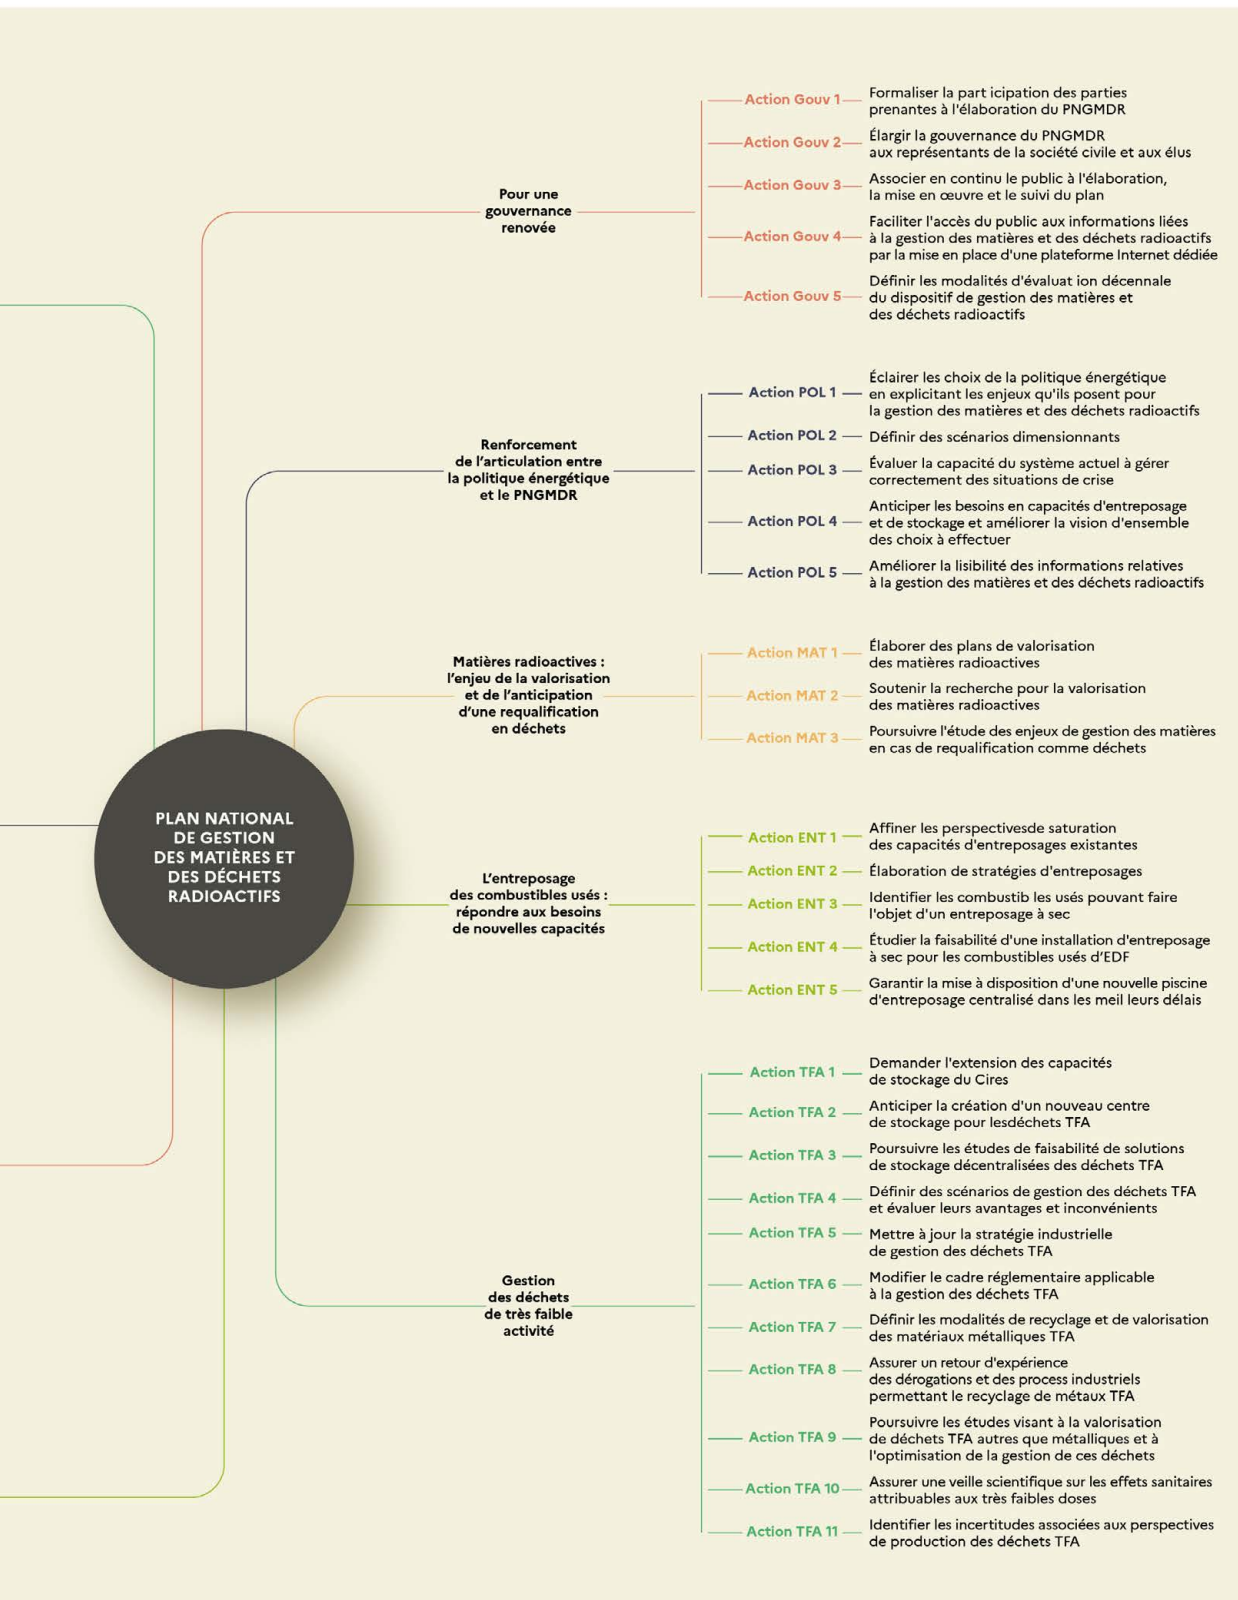 Pour une
gouvernance
renovée
Action Gouv 1
Formaliser la part icipation des parties
prenantes à l'élaboration du PNGMDR
Action Gouv 2
Élargir la gouvernance du PNGMDR
aux représentants de la société civile et aux élus
Action Gouv 3
Associer en continu le public à l'élaboration,
la mise en œuvre et le suivi du plan
Action Gouv 4
Faciliter l'accès du public aux informations liées
à la gestion des matières et des déchets radioactifs
par la mise en place d'une plateforme Internet dédiée
Action Gouv 5
Définir les modalités d'évaluat ion décennale
du dispositif de gestion des matières et
des déchets radioactifs
Renforcement
de l’articulation entre
la politique énergétique
et le PNGMDR
Action POL 1
Éclairer les choix de la politique énergétique
en explicitant les enjeux qu'ils posent pour
la gestion des matières et des déchets radioactifs
Action POL 2
Définir des scénarios dimensionnants
Action POL 3
Évaluer la capacité du système actuel à gérer
correctement des situations de crise
Action POL 4
Anticiper les besoins en capacités d'entreposage
et de stockage et améliorer la vision d'ensemble
des choix à effectuer
Action POL 5
Améliorer la lisibilité des informations relatives
à la gestion des matières et des déchets radioactifs
Matières radioactives :
l’enjeu de la valorisation
et de l’anticipation
d’une requalification
en déchets
Action MAT 1
Élaborer des plans de valorisation
des matières radioactives
Action MAT 2
Soutenir la recherche pour la valorisation
des matières radioactives
Action MAT 3
Poursuivre l'étude des enjeux de gestion des matières
en cas de requalification comme déchets
PLAN NATIONAL
DE GESTION
DES MATIÈRES ET
DES DÉCHETS
RADIOACTIFS
L’entreposage
des combustibles usés :
répondre aux besoins
de nouvelles capacités
Action ENT 1
Affiner les perspectivesde saturation
des capacités d'entreposages existantes
Action ENT 2
Élaboration de stratégies d'entreposages
Action ENT 3
Identifier les combustib les usés pouvant faire
l'objet d'un entreposage à sec
Action ENT 4
Étudier la faisabilité d'une installation d'entreposage
à sec pour les combustibles usés d’EDF
Action ENT 5
Garantir la mise à disposition d'une nouvelle piscine
d'entreposage centralisé dans les meil leurs délais
Gestion
des déchets
de très faible
activité
Action TFA 1
Demander l'extension des capacités
de stockage du Cires
Action TFA 2
Anticiper la création d'un nouveau centre
de stockage pour lesdéchets TFA
Action TFA 3
Poursuivre les études de faisabilité de solutions
de stockage décentralisées des déchets TFA
Action TFA 4
Définir des scénarios de gestion des déchets TFA
et évaluer leurs avantages et inconvénients
Action TFA 5
Mettre à jour la stratégie industrielle
de gestion des déchets TFA
Action TFA 6
Modifier le cadre réglementaire applicable
à la gestion des déchets TFA
Action TFA 7
Définir les modalités de recyclage et de valorisation
des matériaux métalliques TFA
Action TFA 8
Assurer un retour d'expérience
des dérogations et des process industriels
permettant le recyclage de métaux TFA
Action TFA 9
Poursuivre les études visant à la valorisation
de déchets TFA autres que métalliques et à
l'optimisation de la gestion de ces déchets
Action TFA 10
Assurer une veille scientifique sur les effets sanitaires
attribuables aux très faibles doses
Action TFA 11
Identifier les incertitudes associées aux perspectives
de production des déchets TFA